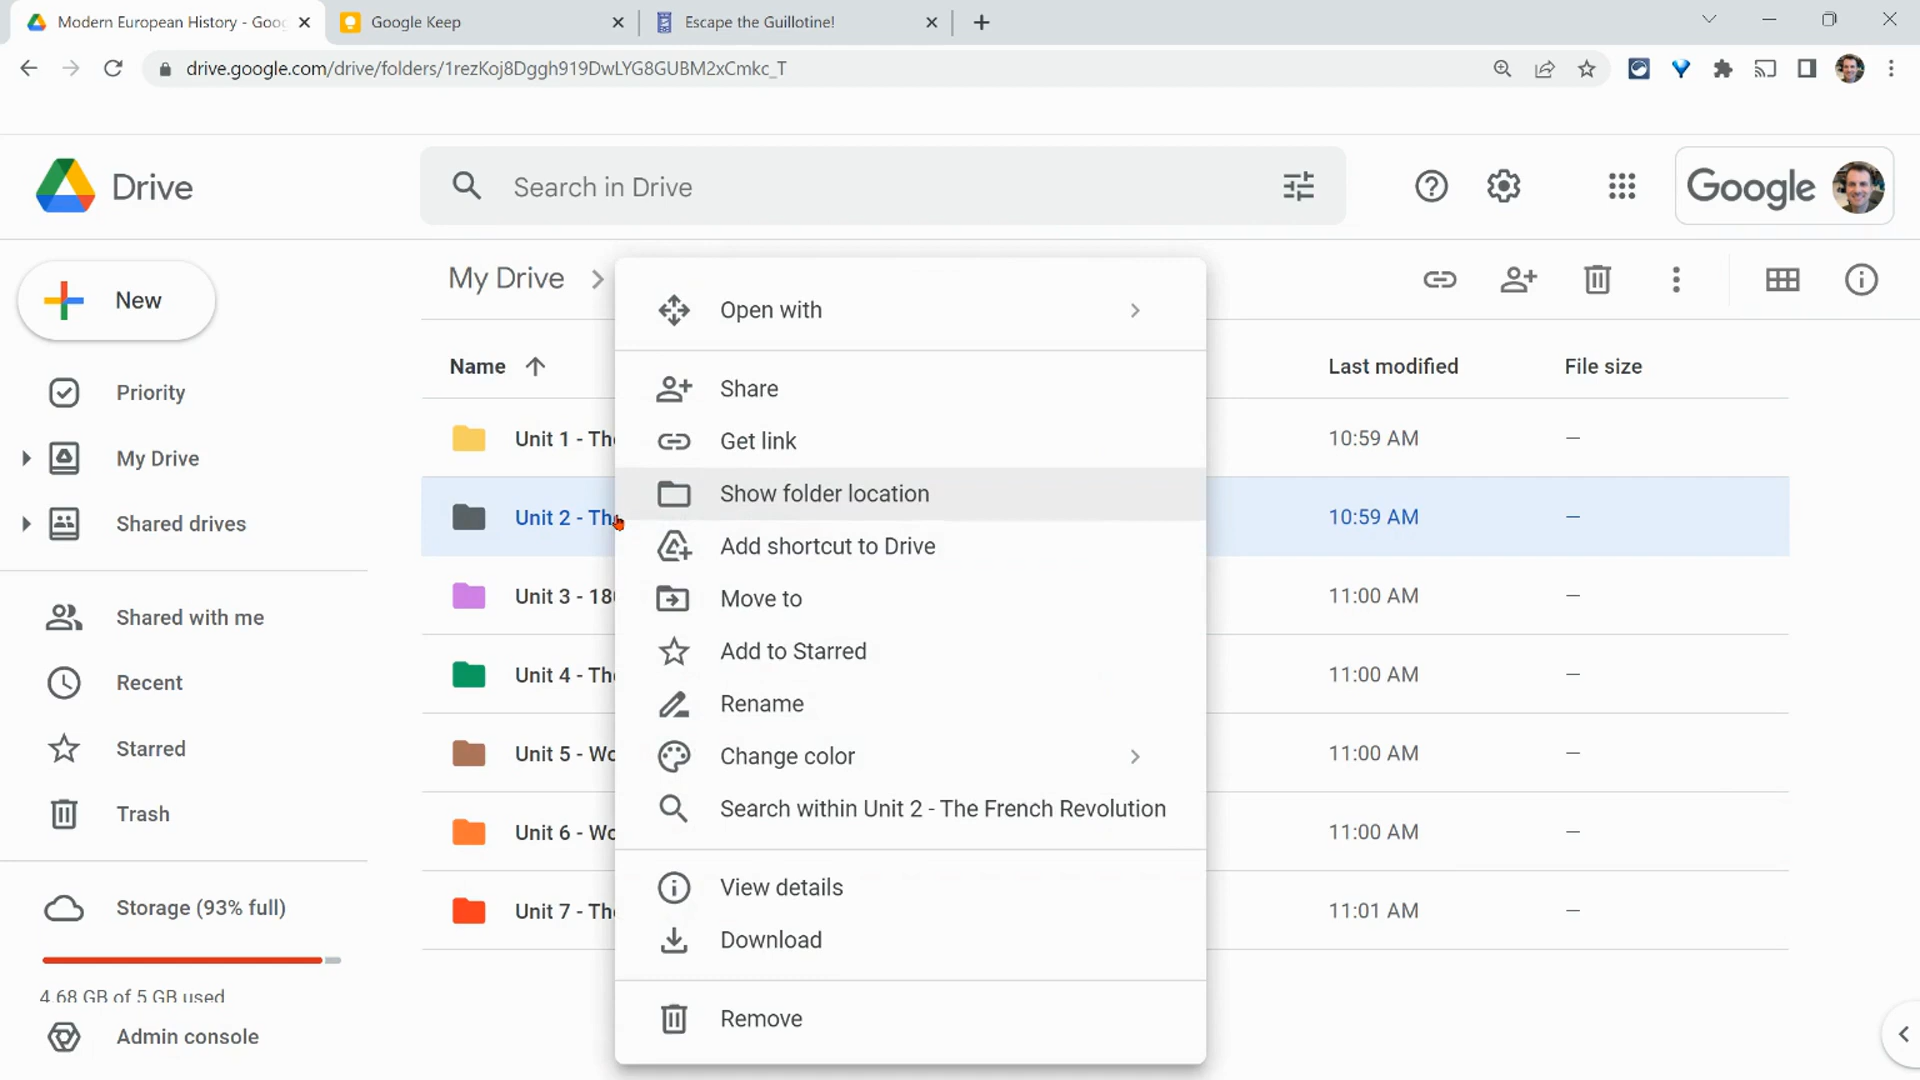 Modern European History - Goo
Google Keep
Escape the Guillotine!
drive.google.com/drive/folders/1rezKoj8Dggh919DwLYG8GUBM2xCmkc_T
Drive
Search in Drive
Google
New
Priority
My Drive
Shared drives
Shared with me
Recent
Starred
Trash
Storage (93% full)
4.68 GB of 5 GB used
Admin console
My Drive
Name
Last modified
File size
Unit 1 - The
10:59 AM
–
Unit 2 - Th
10:59 AM
–
Unit 3 - 180
11:00 AM
–
Unit 4 - The
11:00 AM
–
Unit 5 - Wo
11:00 AM
–
Unit 6 - Wo
11:00 AM
–
Unit 7 - The
11:01 AM
–
Open with
Share
Get link
Show folder location
Add shortcut to Drive
Move to
Add to Starred
Rename
Change color
Search within Unit 2 - The French Revolution
View details
Download
Remove